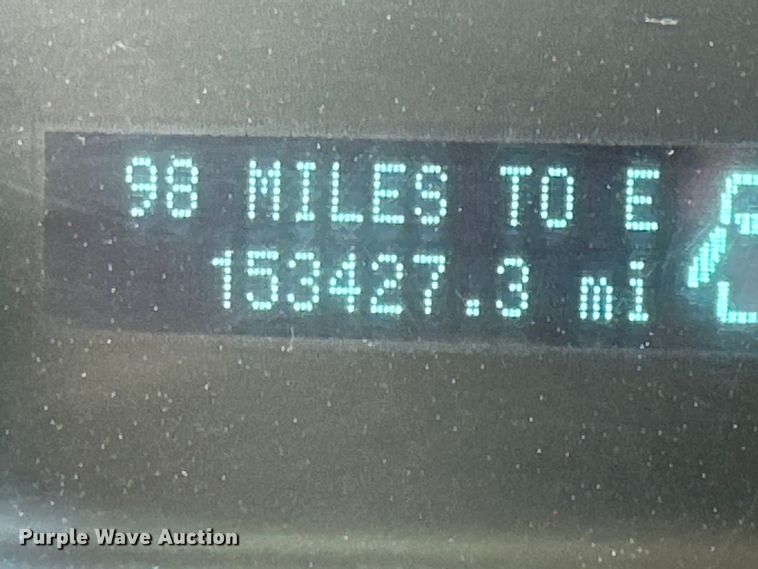 98 MILES TO E
153427.3 mi
Purple Wave Auction